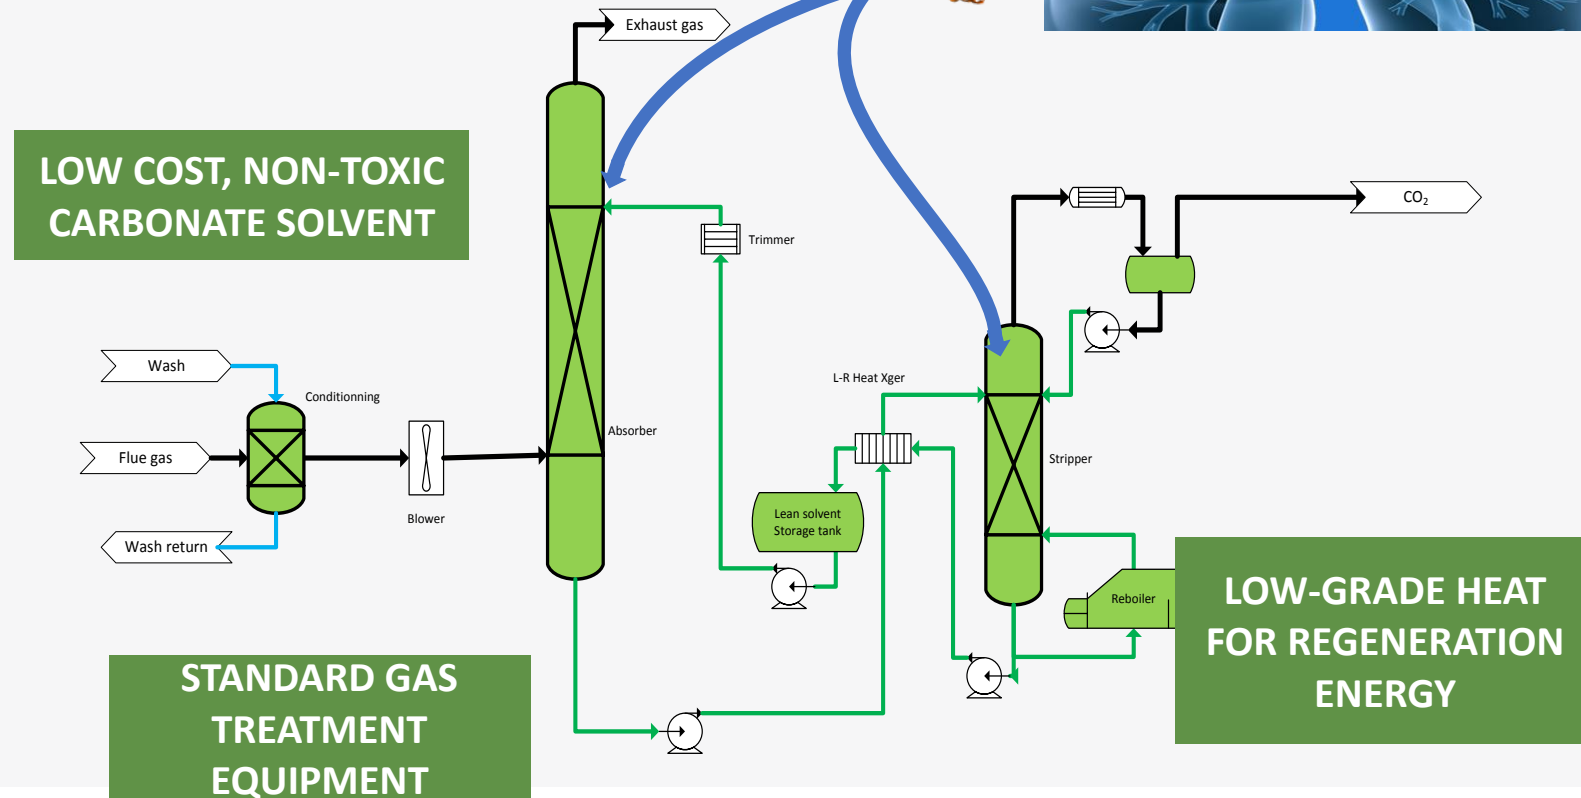 Exhaust gas
LOW COST, NON-TOXIC
CARBONATE SOLVENT
CO₂
Trimmer
Wash
Conditionning
L-R Heat Xger
Absorber
Flue gas
Stripper
Blower
Lean solvent
Storage tank
Wash return
Reboiler
LOW-GRADE HEAT
FOR REGENERATION
ENERGY
STANDARD GAS
TREATMENT
EQUIPMENT